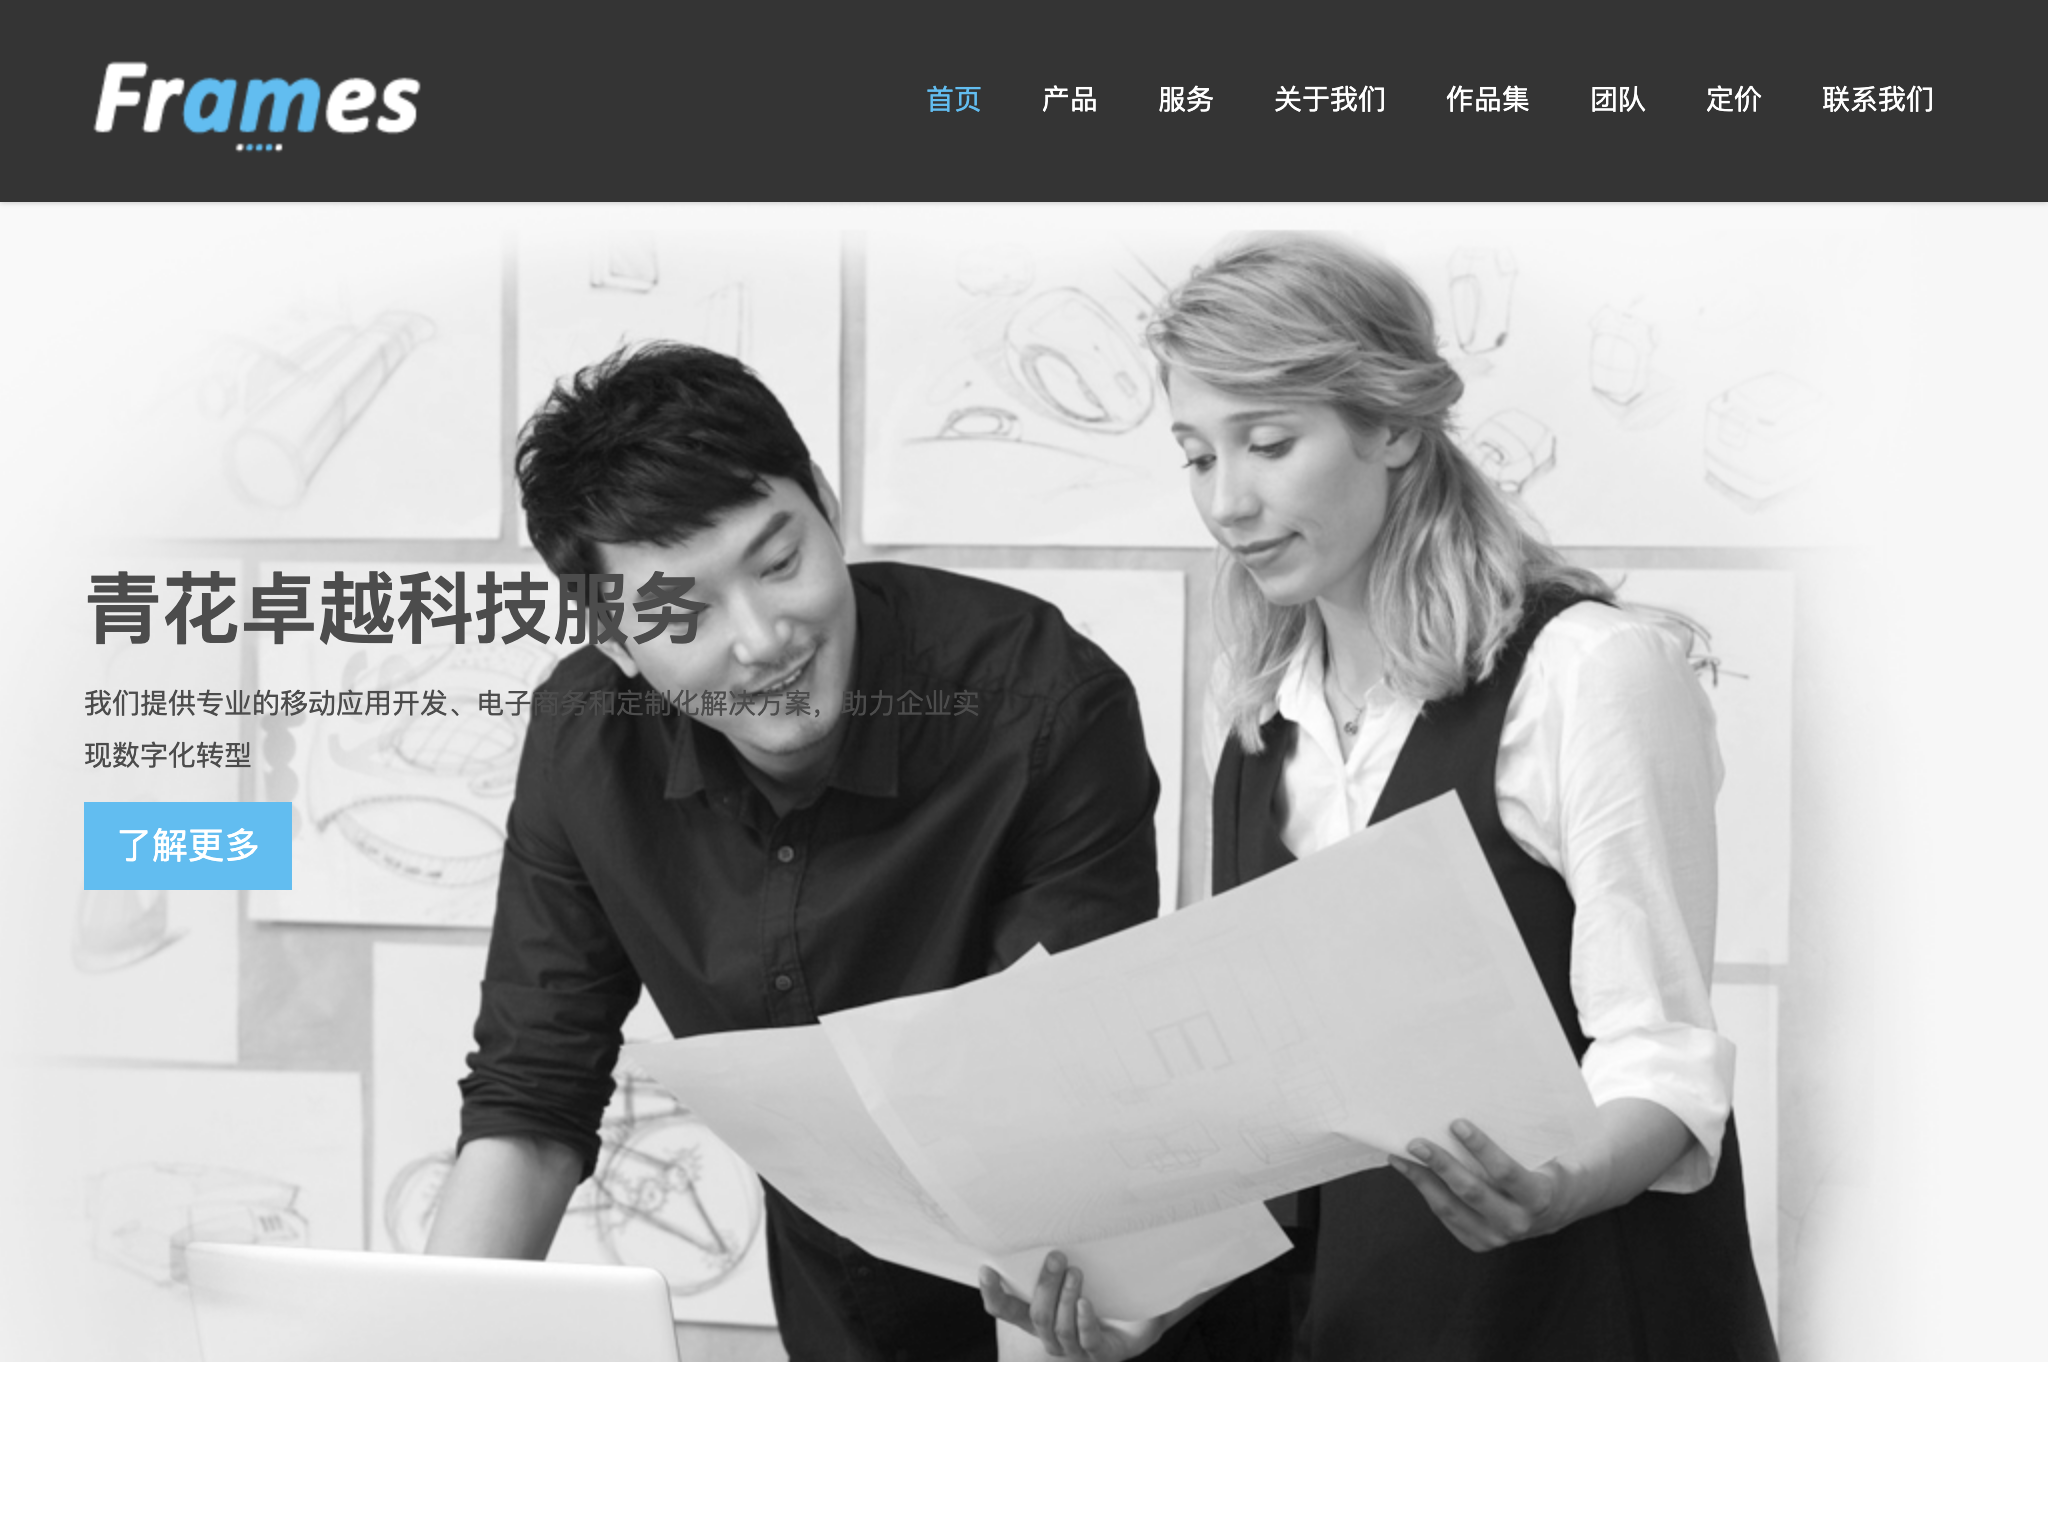 Frames
首页 产品 服务 关于我们 作品集 团队 定价 联系我们
青花卓越科技服务
我们提供专业的移动应用开发、电子商务和定制化解决方案，助力企业实
现数字化转型
了解更多